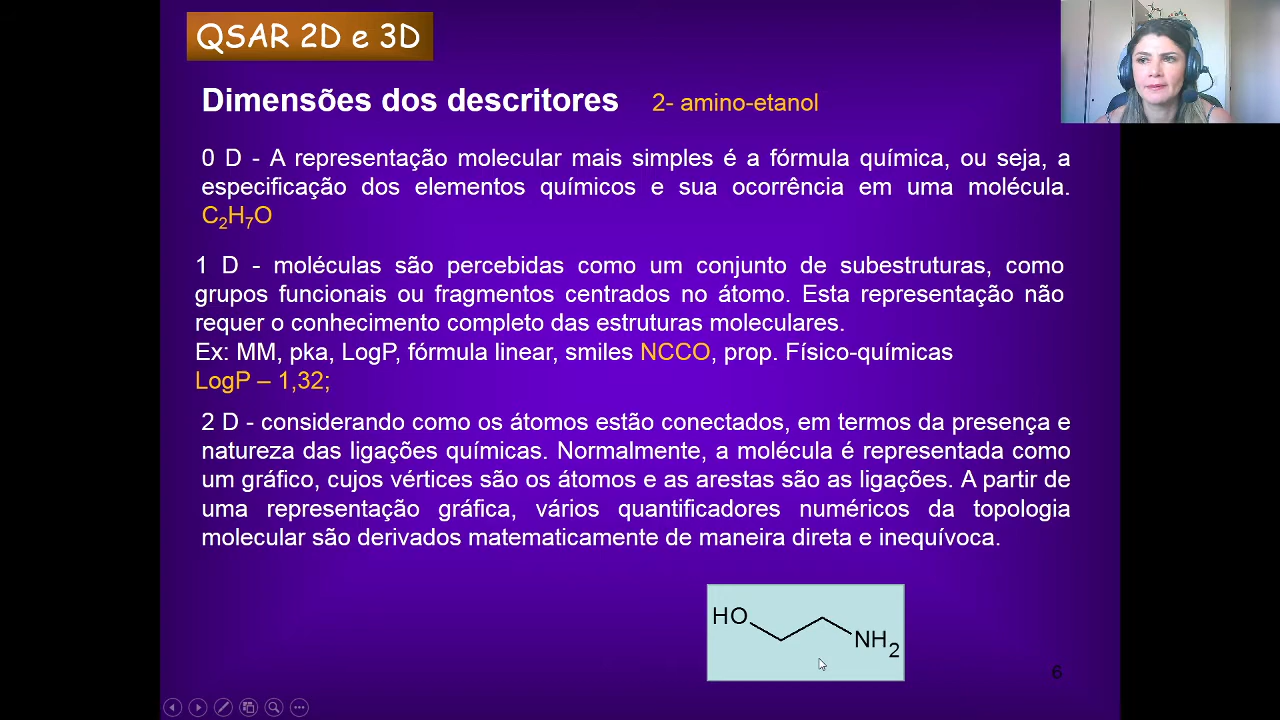 QSAR 2D e 3D
Dimensões dos descritores 2- amino-etanol
0 D - A representação molecular mais simples é a fórmula química, ou seja, a
especificação dos elementos químicos e sua ocorrência em uma molécula.
C₂H₇O
1 D - moléculas são percebidas como um conjunto de subestruturas, como
grupos funcionais ou fragmentos centrados no átomo. Esta representação não
requer o conhecimento completo das estruturas moleculares.
Ex: MM, pka, LogP, fórmula linear, smiles NCCO, prop. Físico-químicas
LogP – 1,32;
2 D - considerando como os átomos estão conectados, em termos da presença e
natureza das ligações químicas. Normalmente, a molécula é representada como
um gráfico, cujos vértices são os átomos e as arestas são as ligações. A partir de
uma representação gráfica, vários quantificadores numéricos da topologia
molecular são derivados matematicamente de maneira direta e inequívoca.
HO
NH₂
6